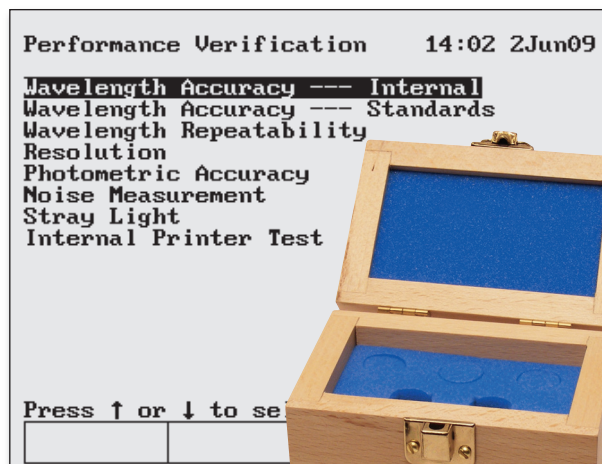 Performance Verification 14:02 2Jun09
Wavelength Accuracy --- Internal
Wavelength Accuracy --- Standards
Wavelength Repeatability
Resolution
Photometric Accuracy
Noise Measurement
Stray Light
Internal Printer Test
Press ↑ or ↓ to